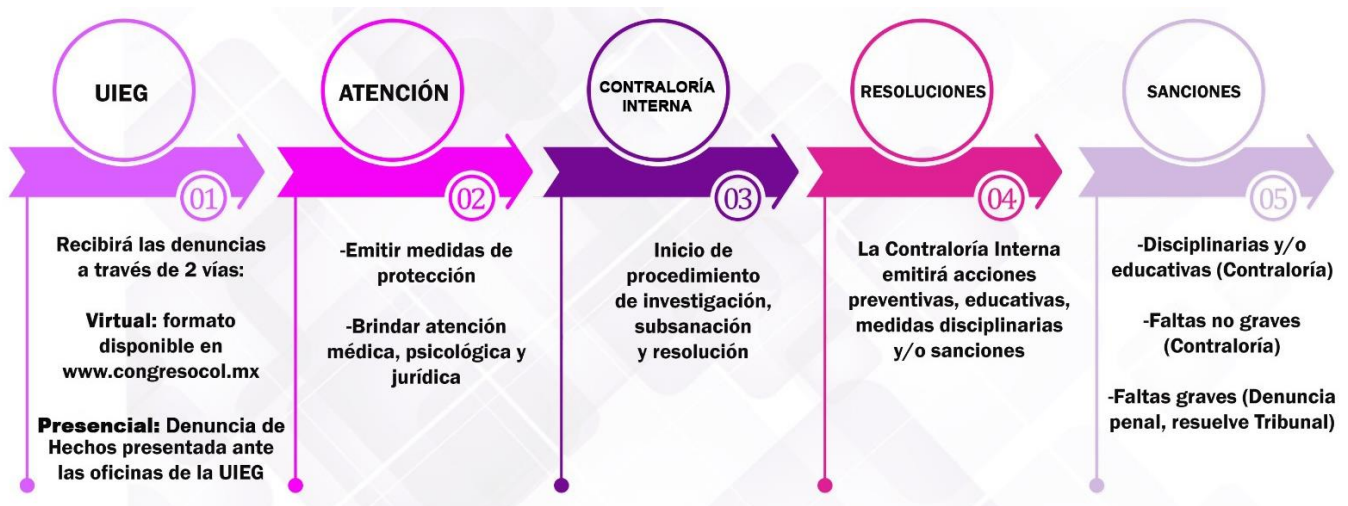 UIEG
01
Recibirá las denuncias
a través de 2 vías:
Virtual: formato
disponible en
www.congresocol.mx
Presencial: Denuncia de
Hechos presentada ante
las oficinas de la UIEG
ATENCIÓN
02
-Emitir medidas de
protección
-Brindar atención
médica, psicológica y
jurídica
CONTRALORÍA
INTERNA
03
Inicio de
procedimiento
de investigación,
subsanación
y resolución
RESOLUCIONES
04
La Contraloría Interna
emitirá acciones
preventivas, educativas,
medidas disciplinarias
y/o sanciones
SANCIONES
05
-Disciplinarias y/o
educativas (Contraloría)
-Faltas no graves
(Contraloría)
-Faltas graves (Denuncia
penal, resuelve Tribunal)